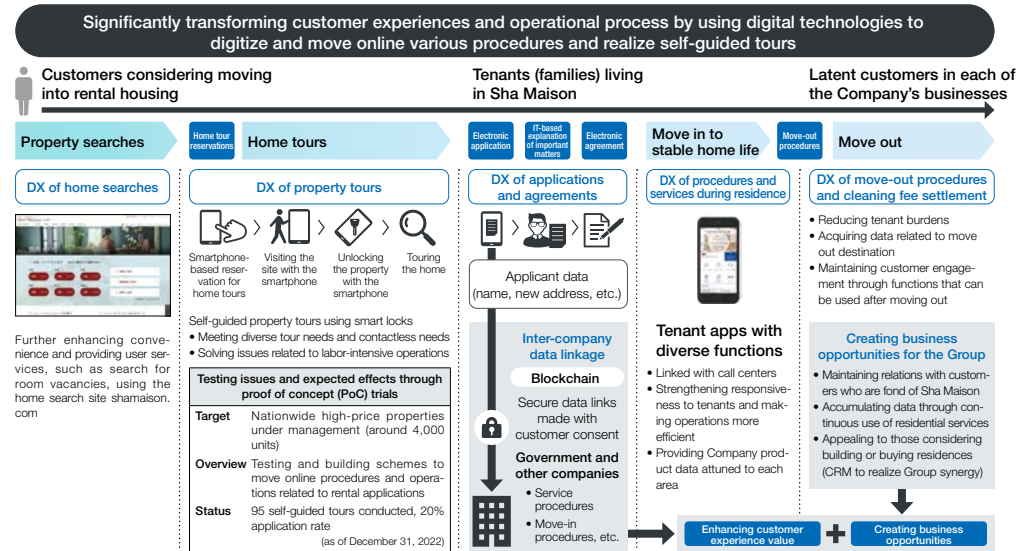 Significantly transforming customer experiences and operational process by using digital technologies to
digitize and move online various procedures and realize self-guided tours
Customers considering moving
into rental housing
Tenants (families) living
in Sha Maison
Latent customers in each of
the Company's businesses
Property searches
Home tour
reservations
Home tours
Electronic
application
IT-based
explanation
of important
matters
Electronic
agreement
Move in to
stable home life
Move-out
procedures
Move out
DX of home searches
Further enhancing conve-
nience and providing user ser-
vices, such as search for
room vacancies, using the
home search site shamaison.
com
DX of property tours
Smartphone-
based reser-
vation for
home tours
Visiting the
site with the
smartphone
Unlocking
the property
with the
smartphone
Touring
the home
Self-guided property tours using smart locks
• Meeting diverse tour needs and contactless needs
• Solving issues related to labor-intensive operations
Testing issues and expected effects through
proof of concept (PoC) trials
Target Nationwide high-price properties
under management (around 4,000
units)
Overview Testing and building schemes to
move online procedures and opera-
tions related to rental applications
Status 95 self-guided tours conducted, 20%
application rate
(as of December 31, 2022)
DX of applications
and agreements
Applicant data
(name, new address, etc.)
Inter-company
data linkage
Blockchain
Secure data links
made with
customer consent
Government and
other companies
• Service
procedures
• Move-in
procedures, etc.
DX of procedures and
services during residence
Tenant apps with
diverse functions
• Linked with call centers
• Strengthening responsive-
ness to tenants and mak-
ing operations more
efficient
• Providing Company prod-
uct data attuned to each
area
DX of move-out procedures
and cleaning fee settlement
• Reducing tenant burdens
• Acquiring data related to move
out destination
• Maintaining customer engage-
ment through functions that can
be used after moving out
Creating business
opportunities for the Group
• Maintaining relations with custom-
ers who are fond of Sha Maison
• Accumulating data through con-
tinuous use of residential services
• Appealing to those considering
building or buying residences
(CRM to realize Group synergy)
Enhancing customer
experience value
Creating business
opportunities